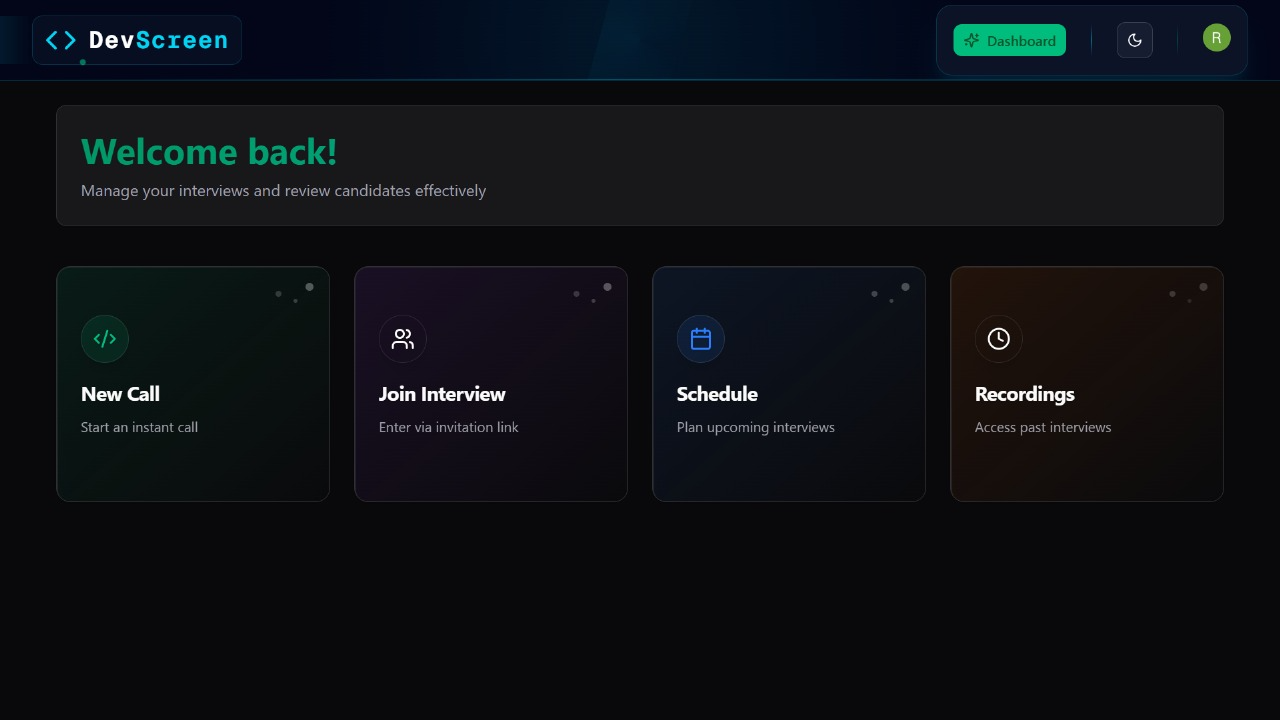 DevScreen
Dashboard
R
Welcome back!
Manage your interviews and review candidates effectively
New Call
Start an instant call
Join Interview
Enter via invitation link
Schedule
Plan upcoming interviews
Recordings
Access past interviews